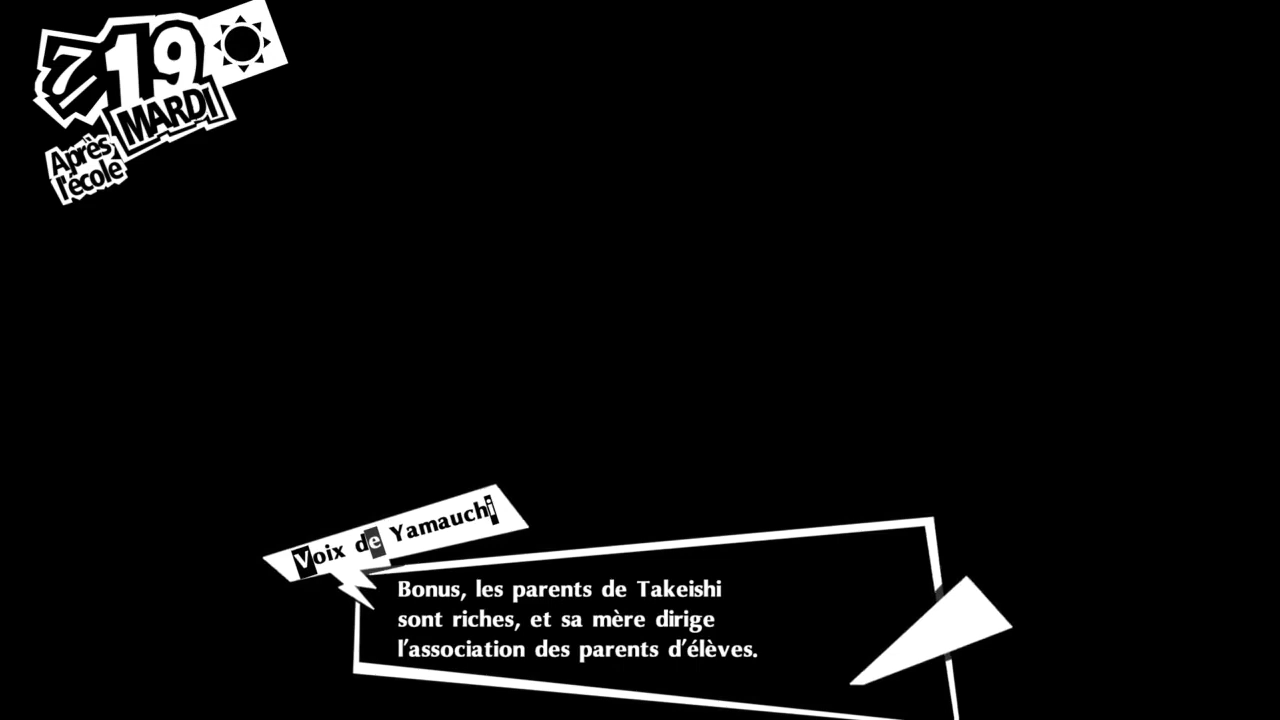 7 19
MARDI
Après
l'école
Voix de Yamauchi
Bonus, les parents de Takeishi
sont riches, et sa mère dirige
l'association des parents d'élèves.